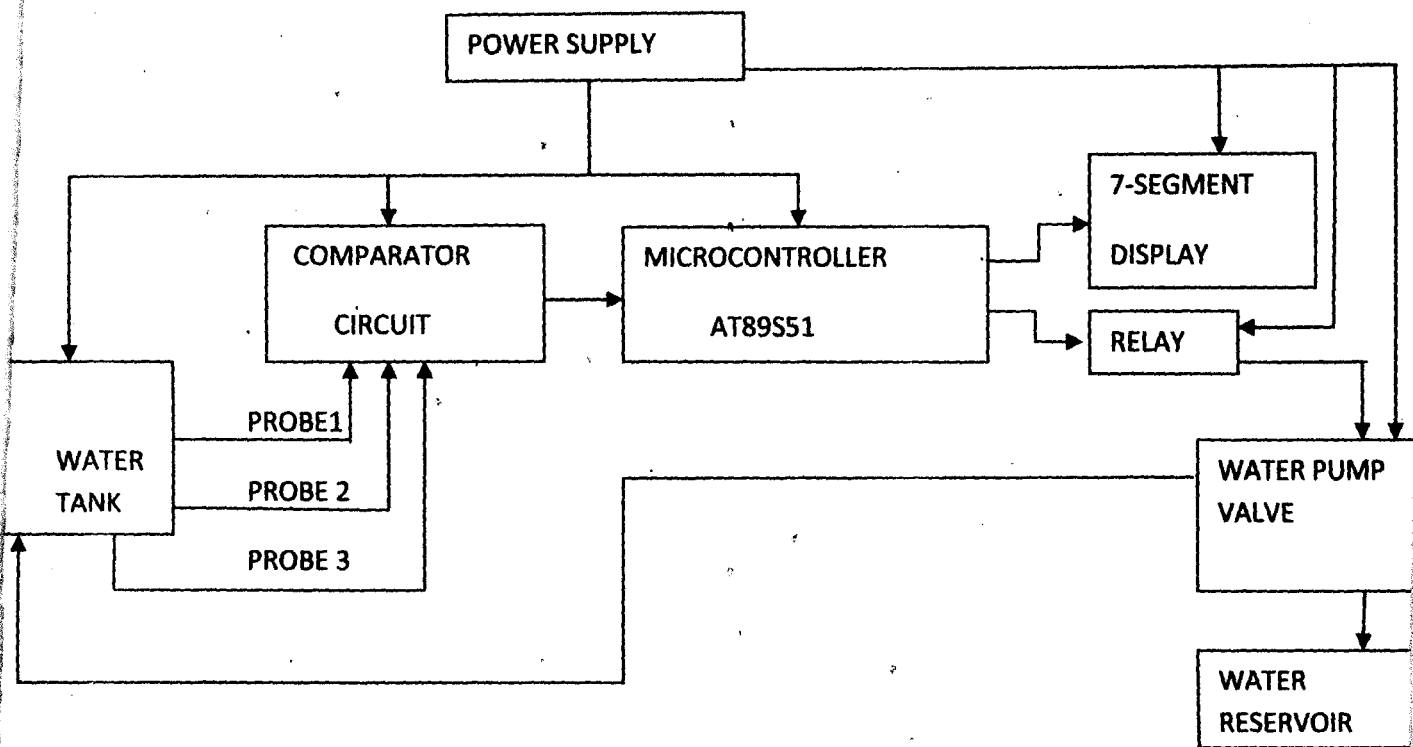 POWER SUPPLY
7-SEGMENT
DISPLAY
COMPARATOR
CIRCUIT
MICROCONTROLLER
AT89S51
RELAY
PROBE1
PROBE 2
PROBE 3
WATER
TANK
WATER PUMP
VALVE
WATER
RESERVOIR